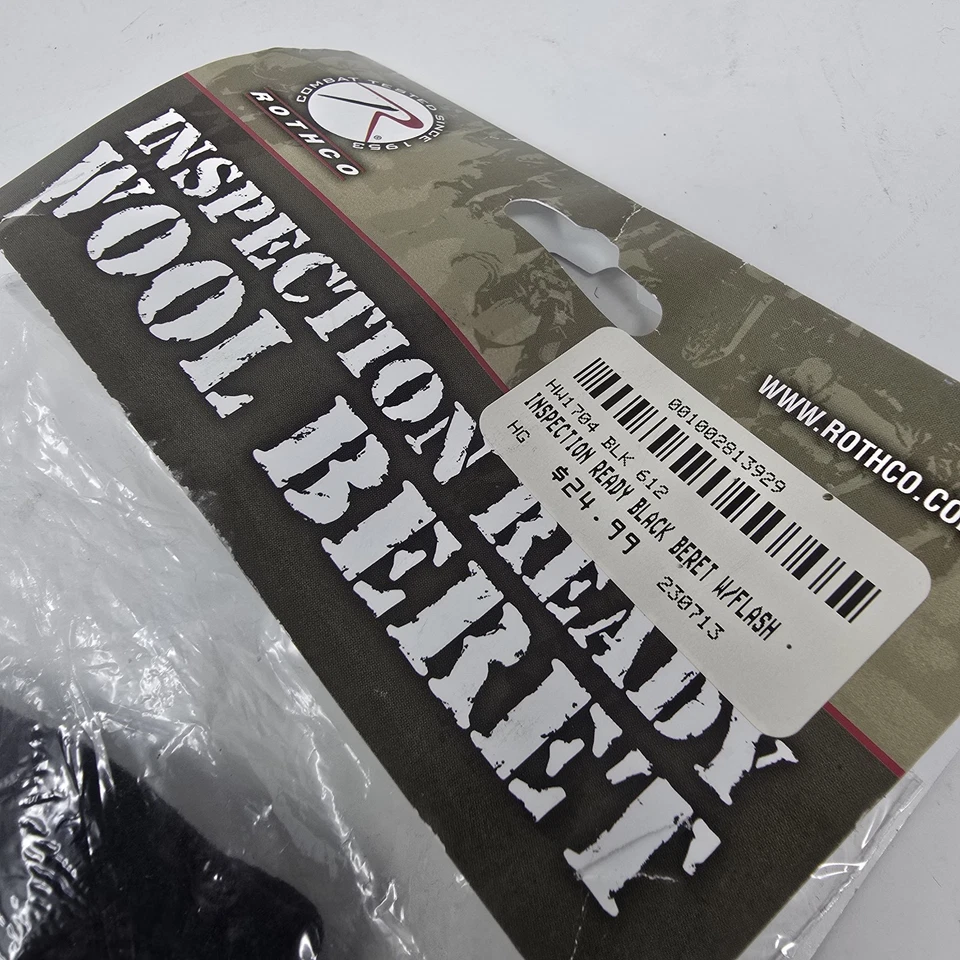 COMBAT TESTED SINCE 1953
R
®
ROTHCO
INSPECTION READY
WOOL BERET
WWW.ROTHCO.CO
001002813929
HW1704 BLK 612
INSPECTION READY BLACK BERET W/FLASH
HG
$24.99
230713